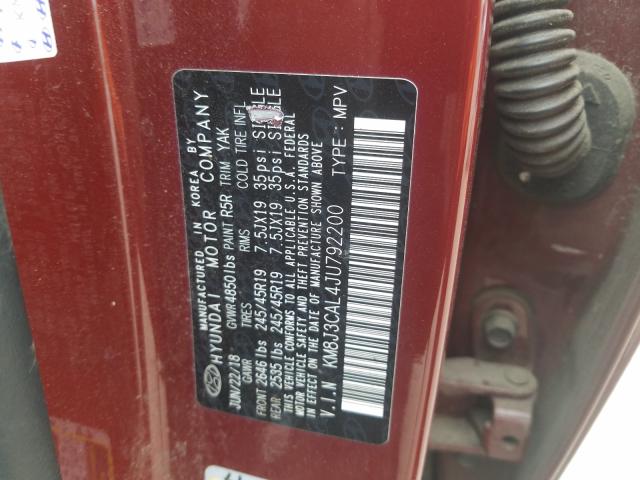 MANUFACTURED IN KOREA BY
HYUNDAI MOTOR COMPANY
JUN/22/18 GVWR 4850 lbs PAINT R5R TRIM YAK
GAWR TIRES RIMS COLD TIRE INFL
FRONT 2646 lbs 245/45R19 7.5JX19 35psi
REAR 2535 lbs 245/45R19 7.5JX19 35psi
THIS VEHICLE CONFORMS TO ALL APPLICABLE U.S.A. FEDERAL
MOTOR VEHICLE SAFETY AND THEFT PREVENTION STANDARDS
IN EFFECT ON THE DATE OF MANUFACTURE SHOWN ABOVE
V.I.N KM8J3CAL4JU792200 TYPE: MPV